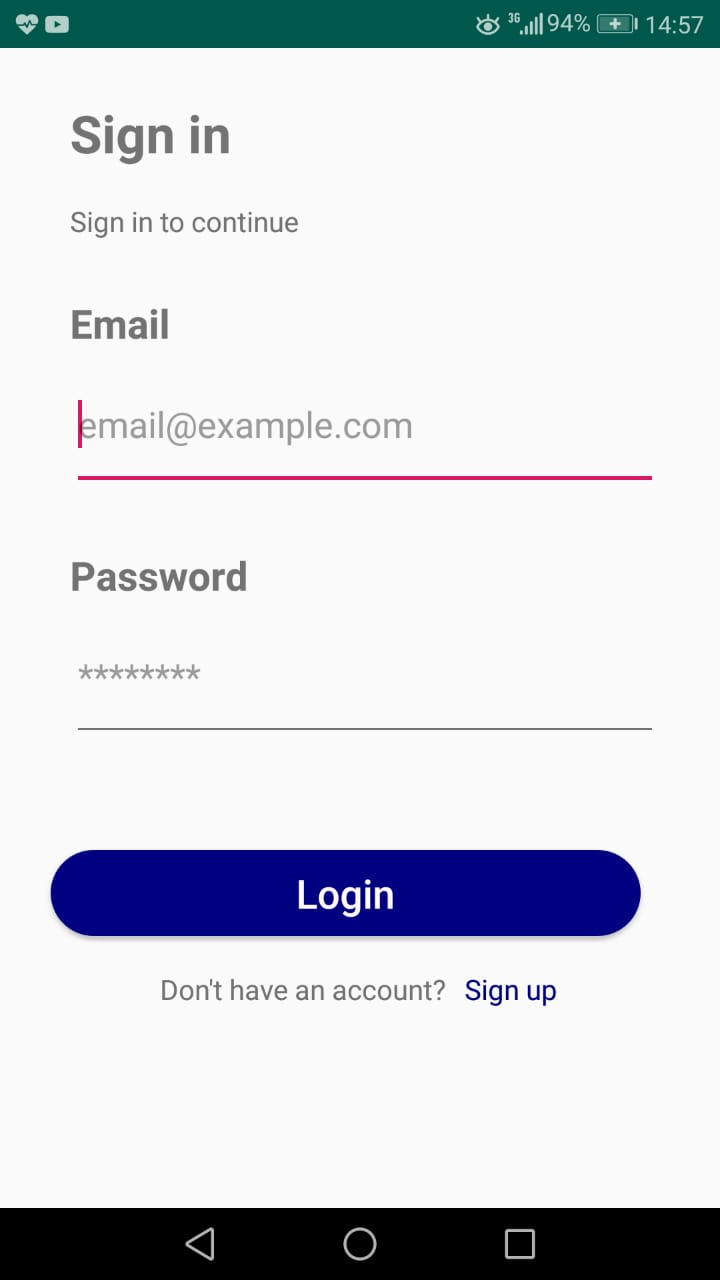 3G 94% 14:57
Sign in
Sign in to continue
Email
email@example.com
Password
********
Login
Don't have an account? Sign up